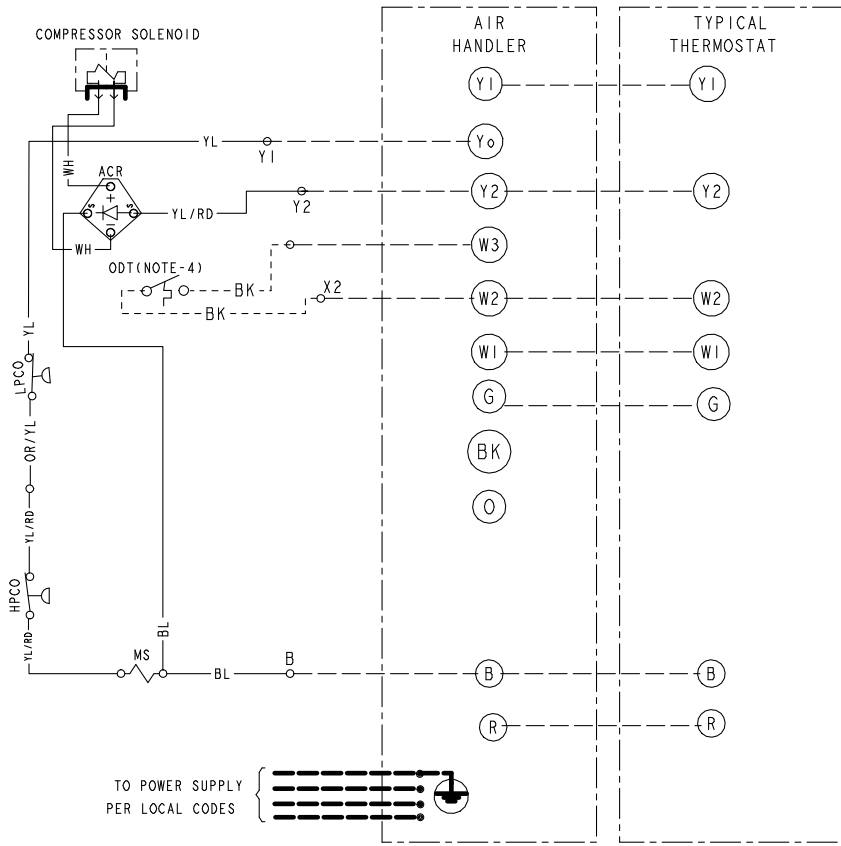 AIR
HANDLER
TYPICAL
THERMOSTAT
COMPRESSOR SOLENOID
Y1
Y1
YL
Y1
Yo
WH
ACR
+
S
S
−
YL/RD
Y2
Y2
Y2
WH
W3
ODT(NOTE-4)
BK
X2
BK
W2
W2
YL
W1
W1
LPCO
G
G
OR/YL
BK
O
YL/RD
HPCO
YL/RD
BL
MS
BL
B
B
B
R
R
TO POWER SUPPLY
PER LOCAL CODES